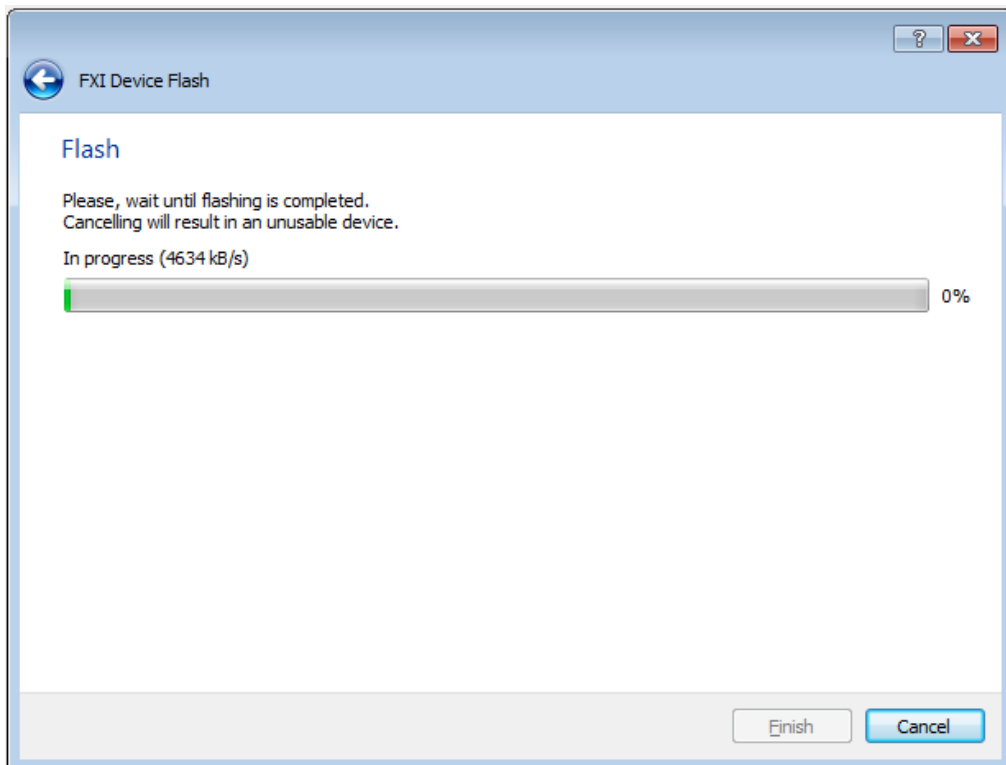 FXI Device Flash
Flash
Please, wait until flashing is completed.
Cancelling will result in an unusable device.
In progress (4634 kB/s)
0%
Finish
Cancel